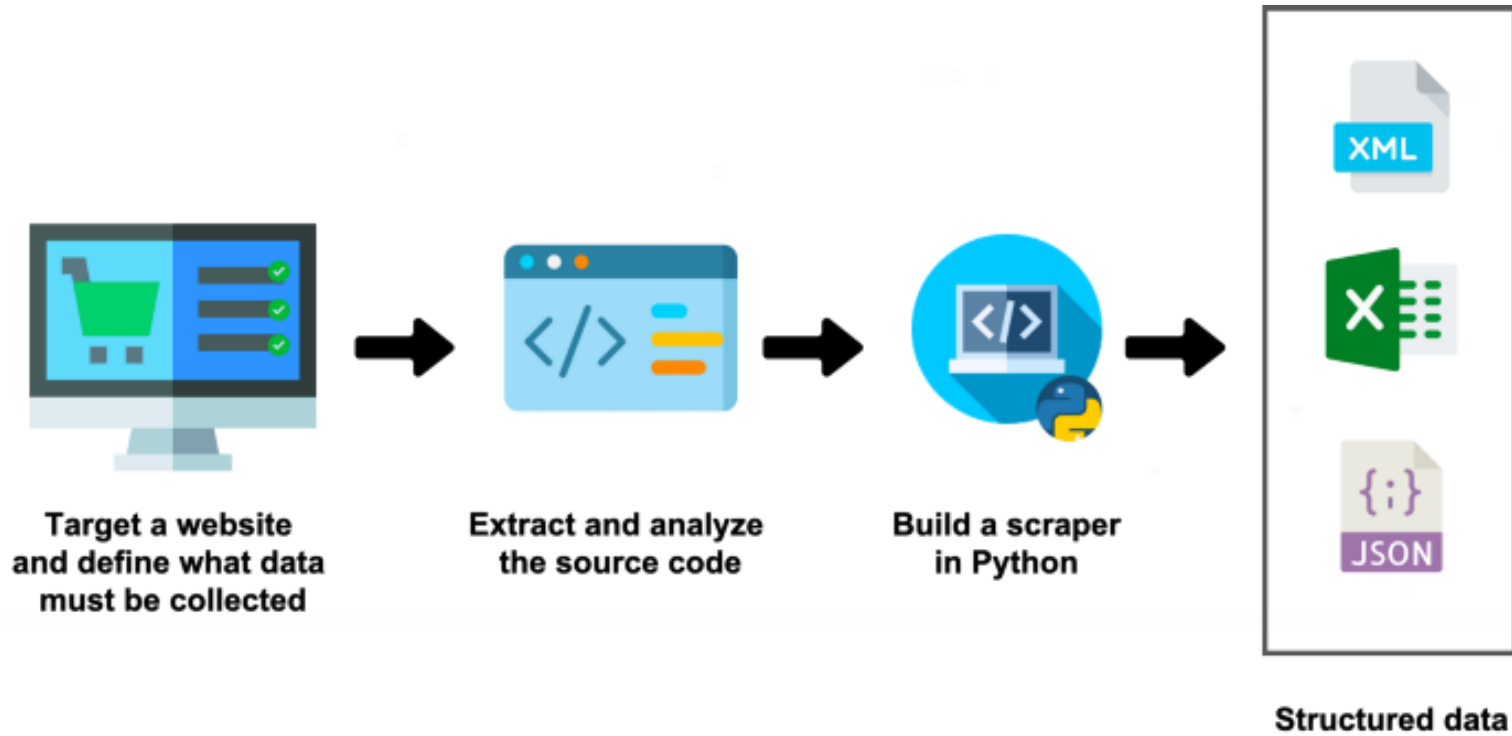 Target a website
and define what data
must be collected
</>
Extract and analyze
the source code
</>
Build a scraper
in Python
XML
X
{;}
JSON
Structured data